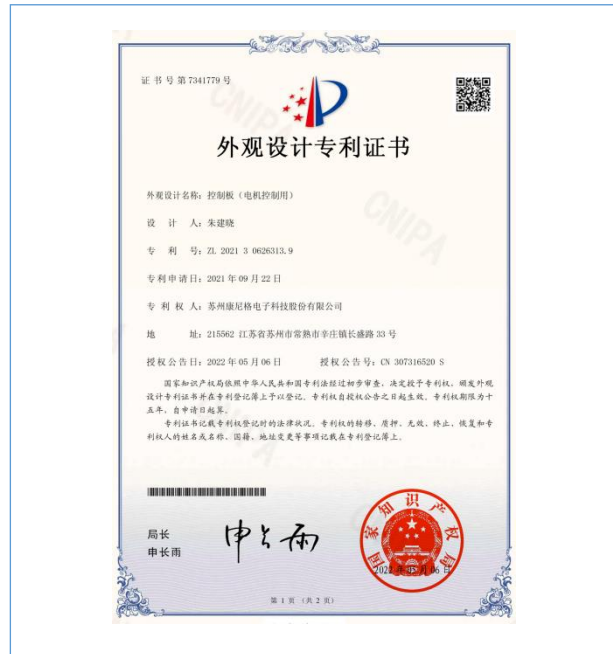 证书号第7341779号
外观设计专利证书
外观设计名称：控制板（电机控制用）
设 计 人：朱建晓
专 利 号：ZL 2021 3 0626313.9
专利申请日：2021年09月22日
专 利 权 人：苏州康尼格电子科技股份有限公司
地 址：215562 江苏省苏州市常熟市辛庄镇长盛路33号
授权公告日：2022年05月06日 授权公告号：CN 307316520 S
国家知识产权局依照中华人民共和国专利法经过初步审查，决定授予专利权，颁发外观
设计专利证书并在专利登记簿上予以登记。专利权自授权公告之日起生效。专利权期限为十
五年，自申请日起算。
专利证书记载专利权登记时的法律状况。专利权的转移、质押、无效、终止、恢复和专
利权人的姓名或名称、国籍、地址变更等事项记载在专利登记簿上。
局长
申长雨
申长雨
国家知识产权局
2022年05月06日
第 1 页 （共 2 页）
CNIPA
CNIPA